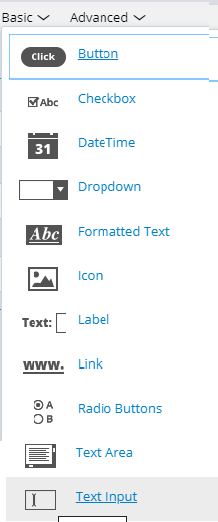 Basic Advanced
Click Button
Abc Checkbox
31 DateTime
Dropdown
Abc Formatted Text
Icon
Text: Label
www. Link
A
B Radio Buttons
Text Area
Text Input